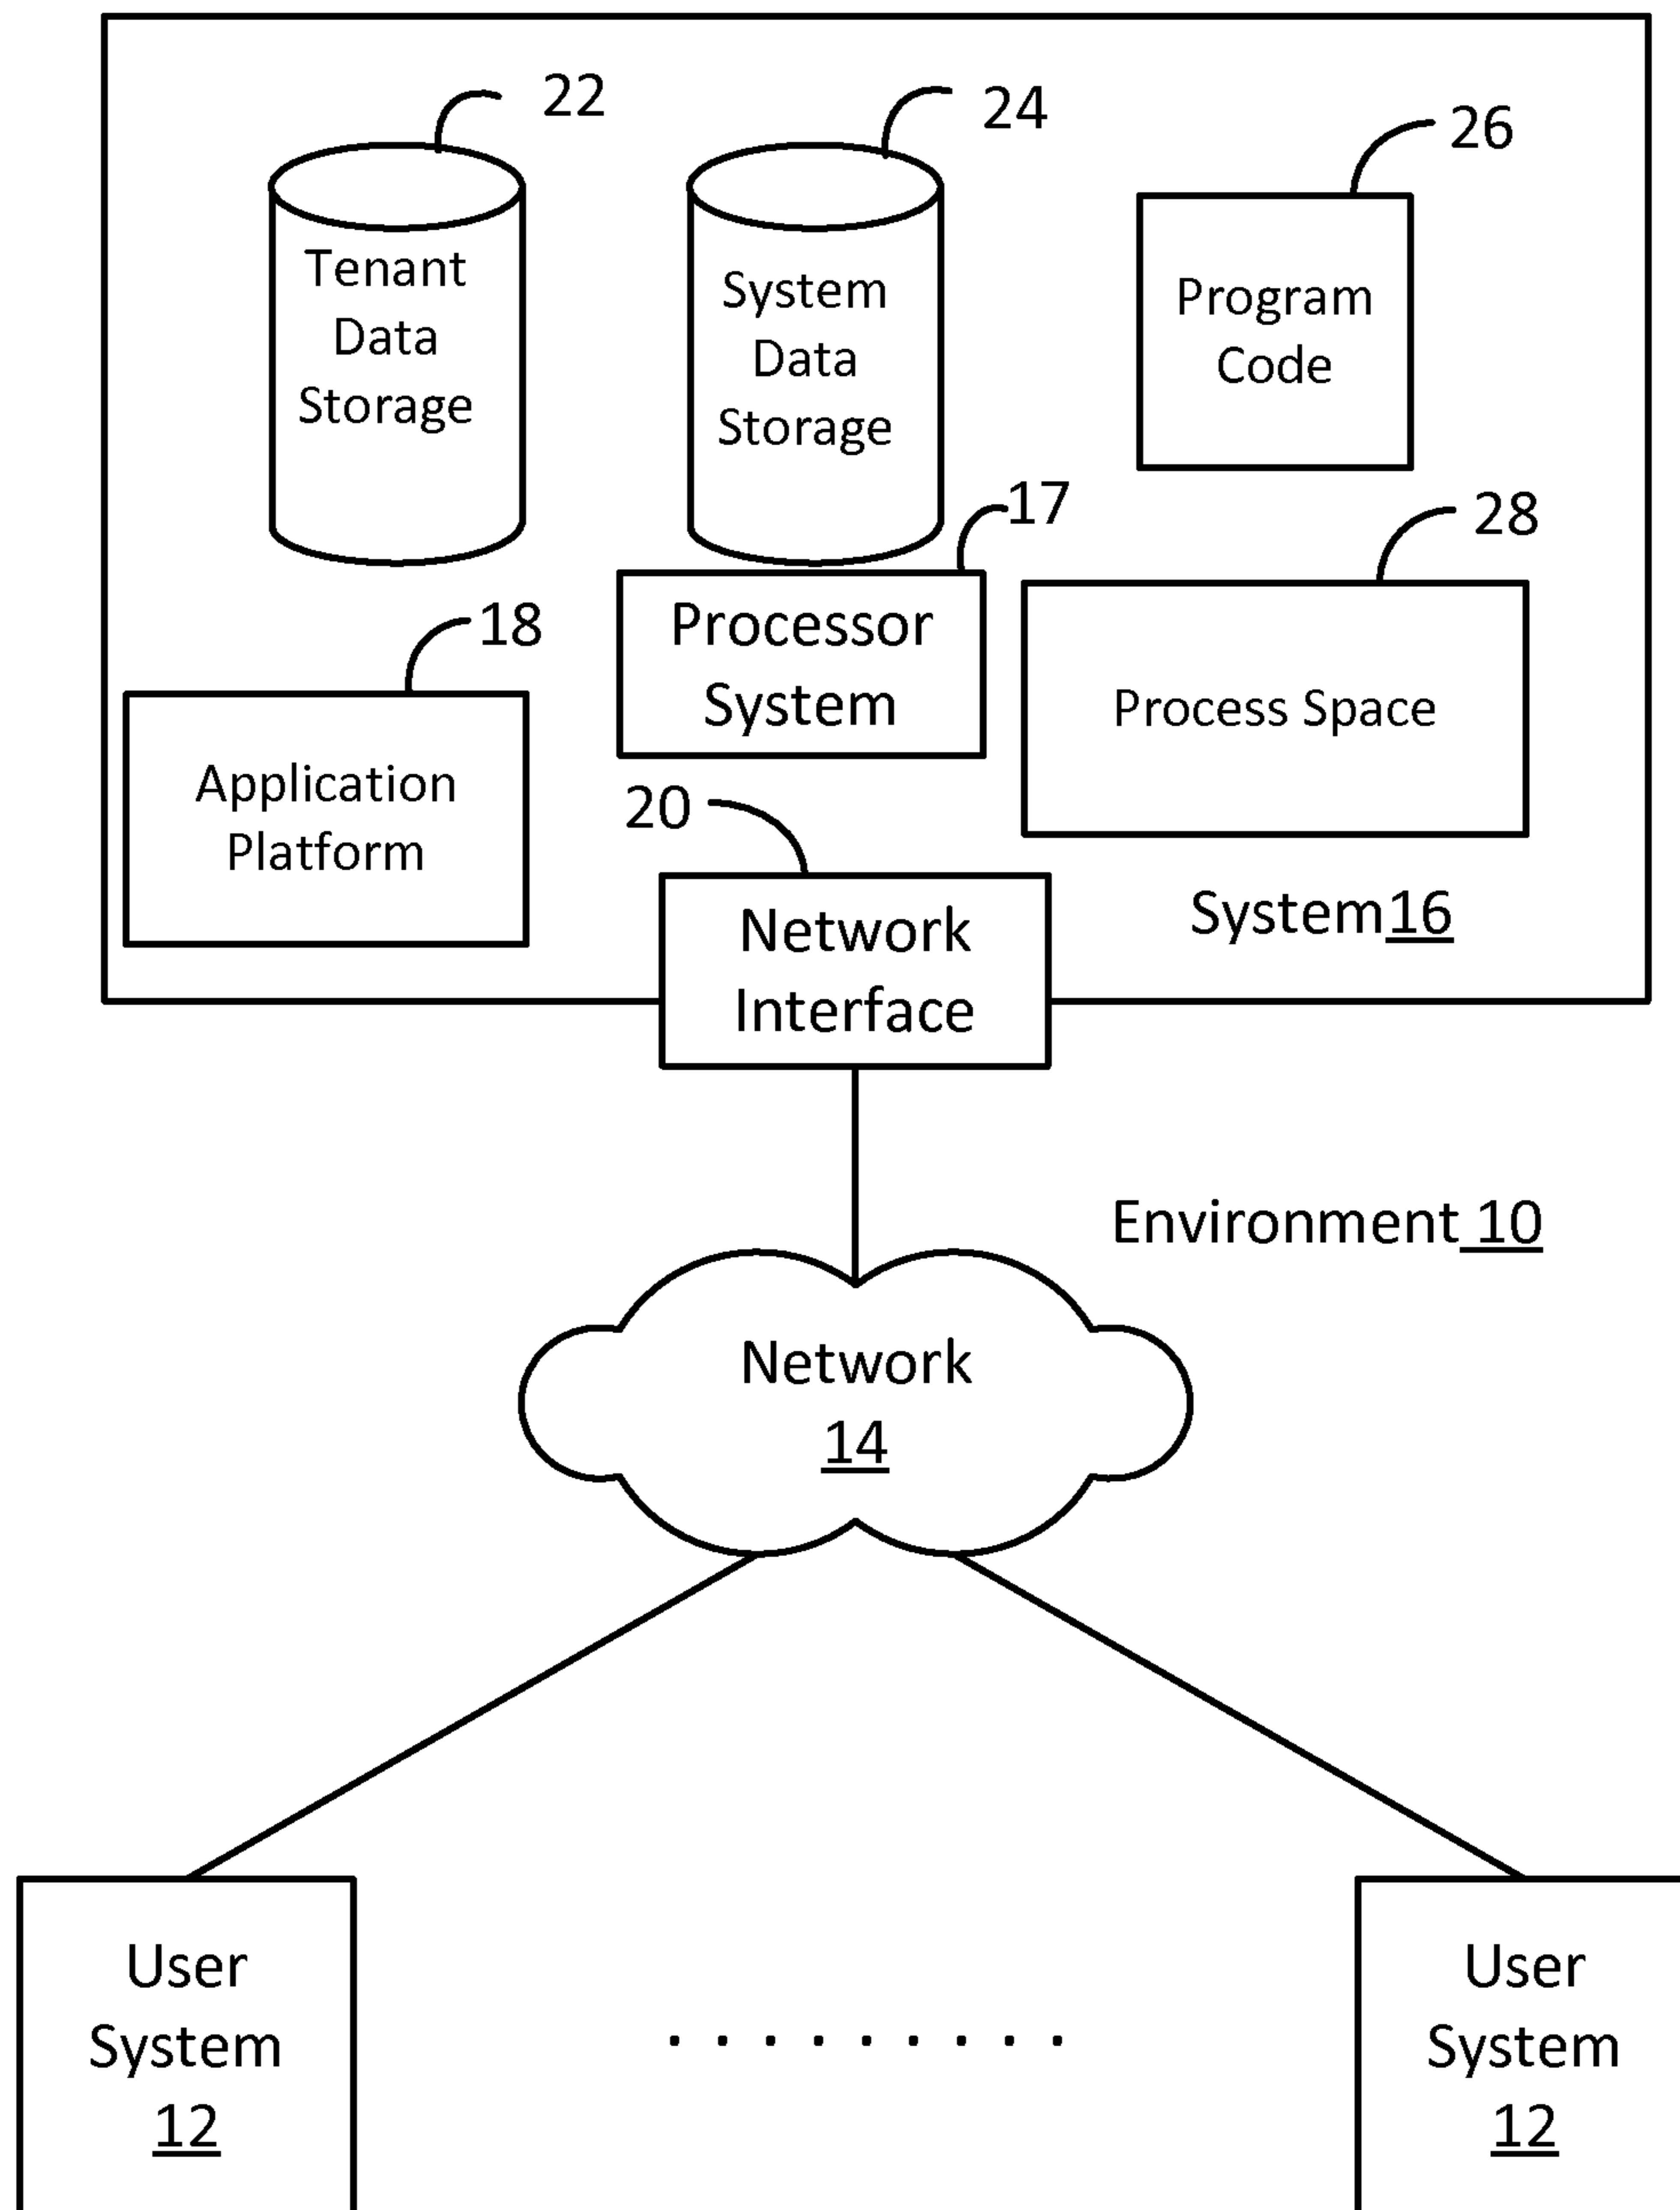 22
24
26
Tenant
Data
Storage
System
Data
Storage
Program
Code
17
28
18
Processor
System
Process Space
Application
Platform
20
Network
Interface
System16
Environment 10
Network
14
User
System
12
. . . . . . . . .
User
System
12